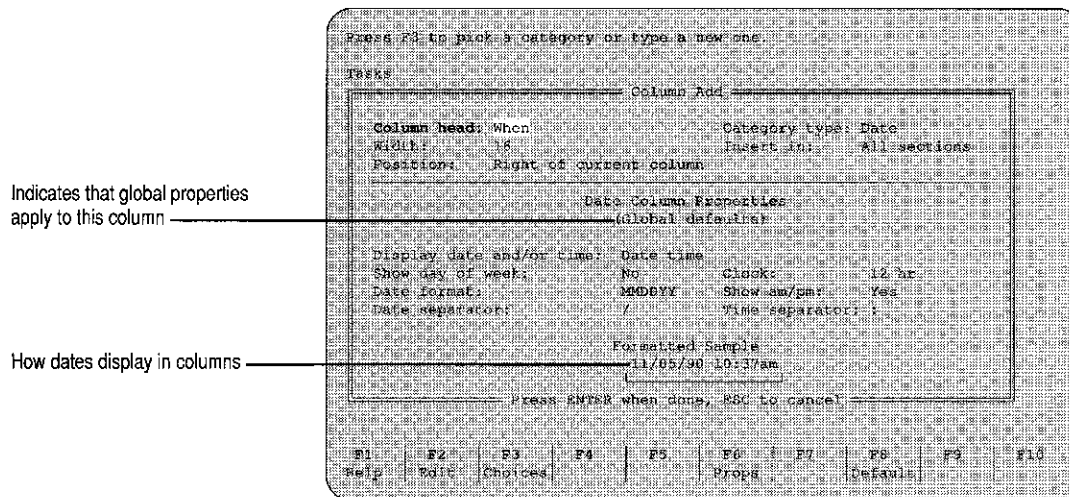 Press F3 to pick a category or type a new one.
Tasks
Column Add
Column head: When Category type: Date
Width: 18 Insert in: All sections
Position: Right of current column
Indicates that global properties
apply to this column
Date Column Properties
(Global defaults)
Display date and/or time: Date time
Show day of week: No Clock: 12 hr
Date format: MMDDYY Show am/pm: Yes
Date separator: / Time separator: :
Formatted Sample
How dates display in columns
11/05/90 10:37am
Press ENTER when done, ESC to cancel
F1 F2 F3 F4 F5 F6 F7 F8 F9 F10
Help Edit Choices Props Default